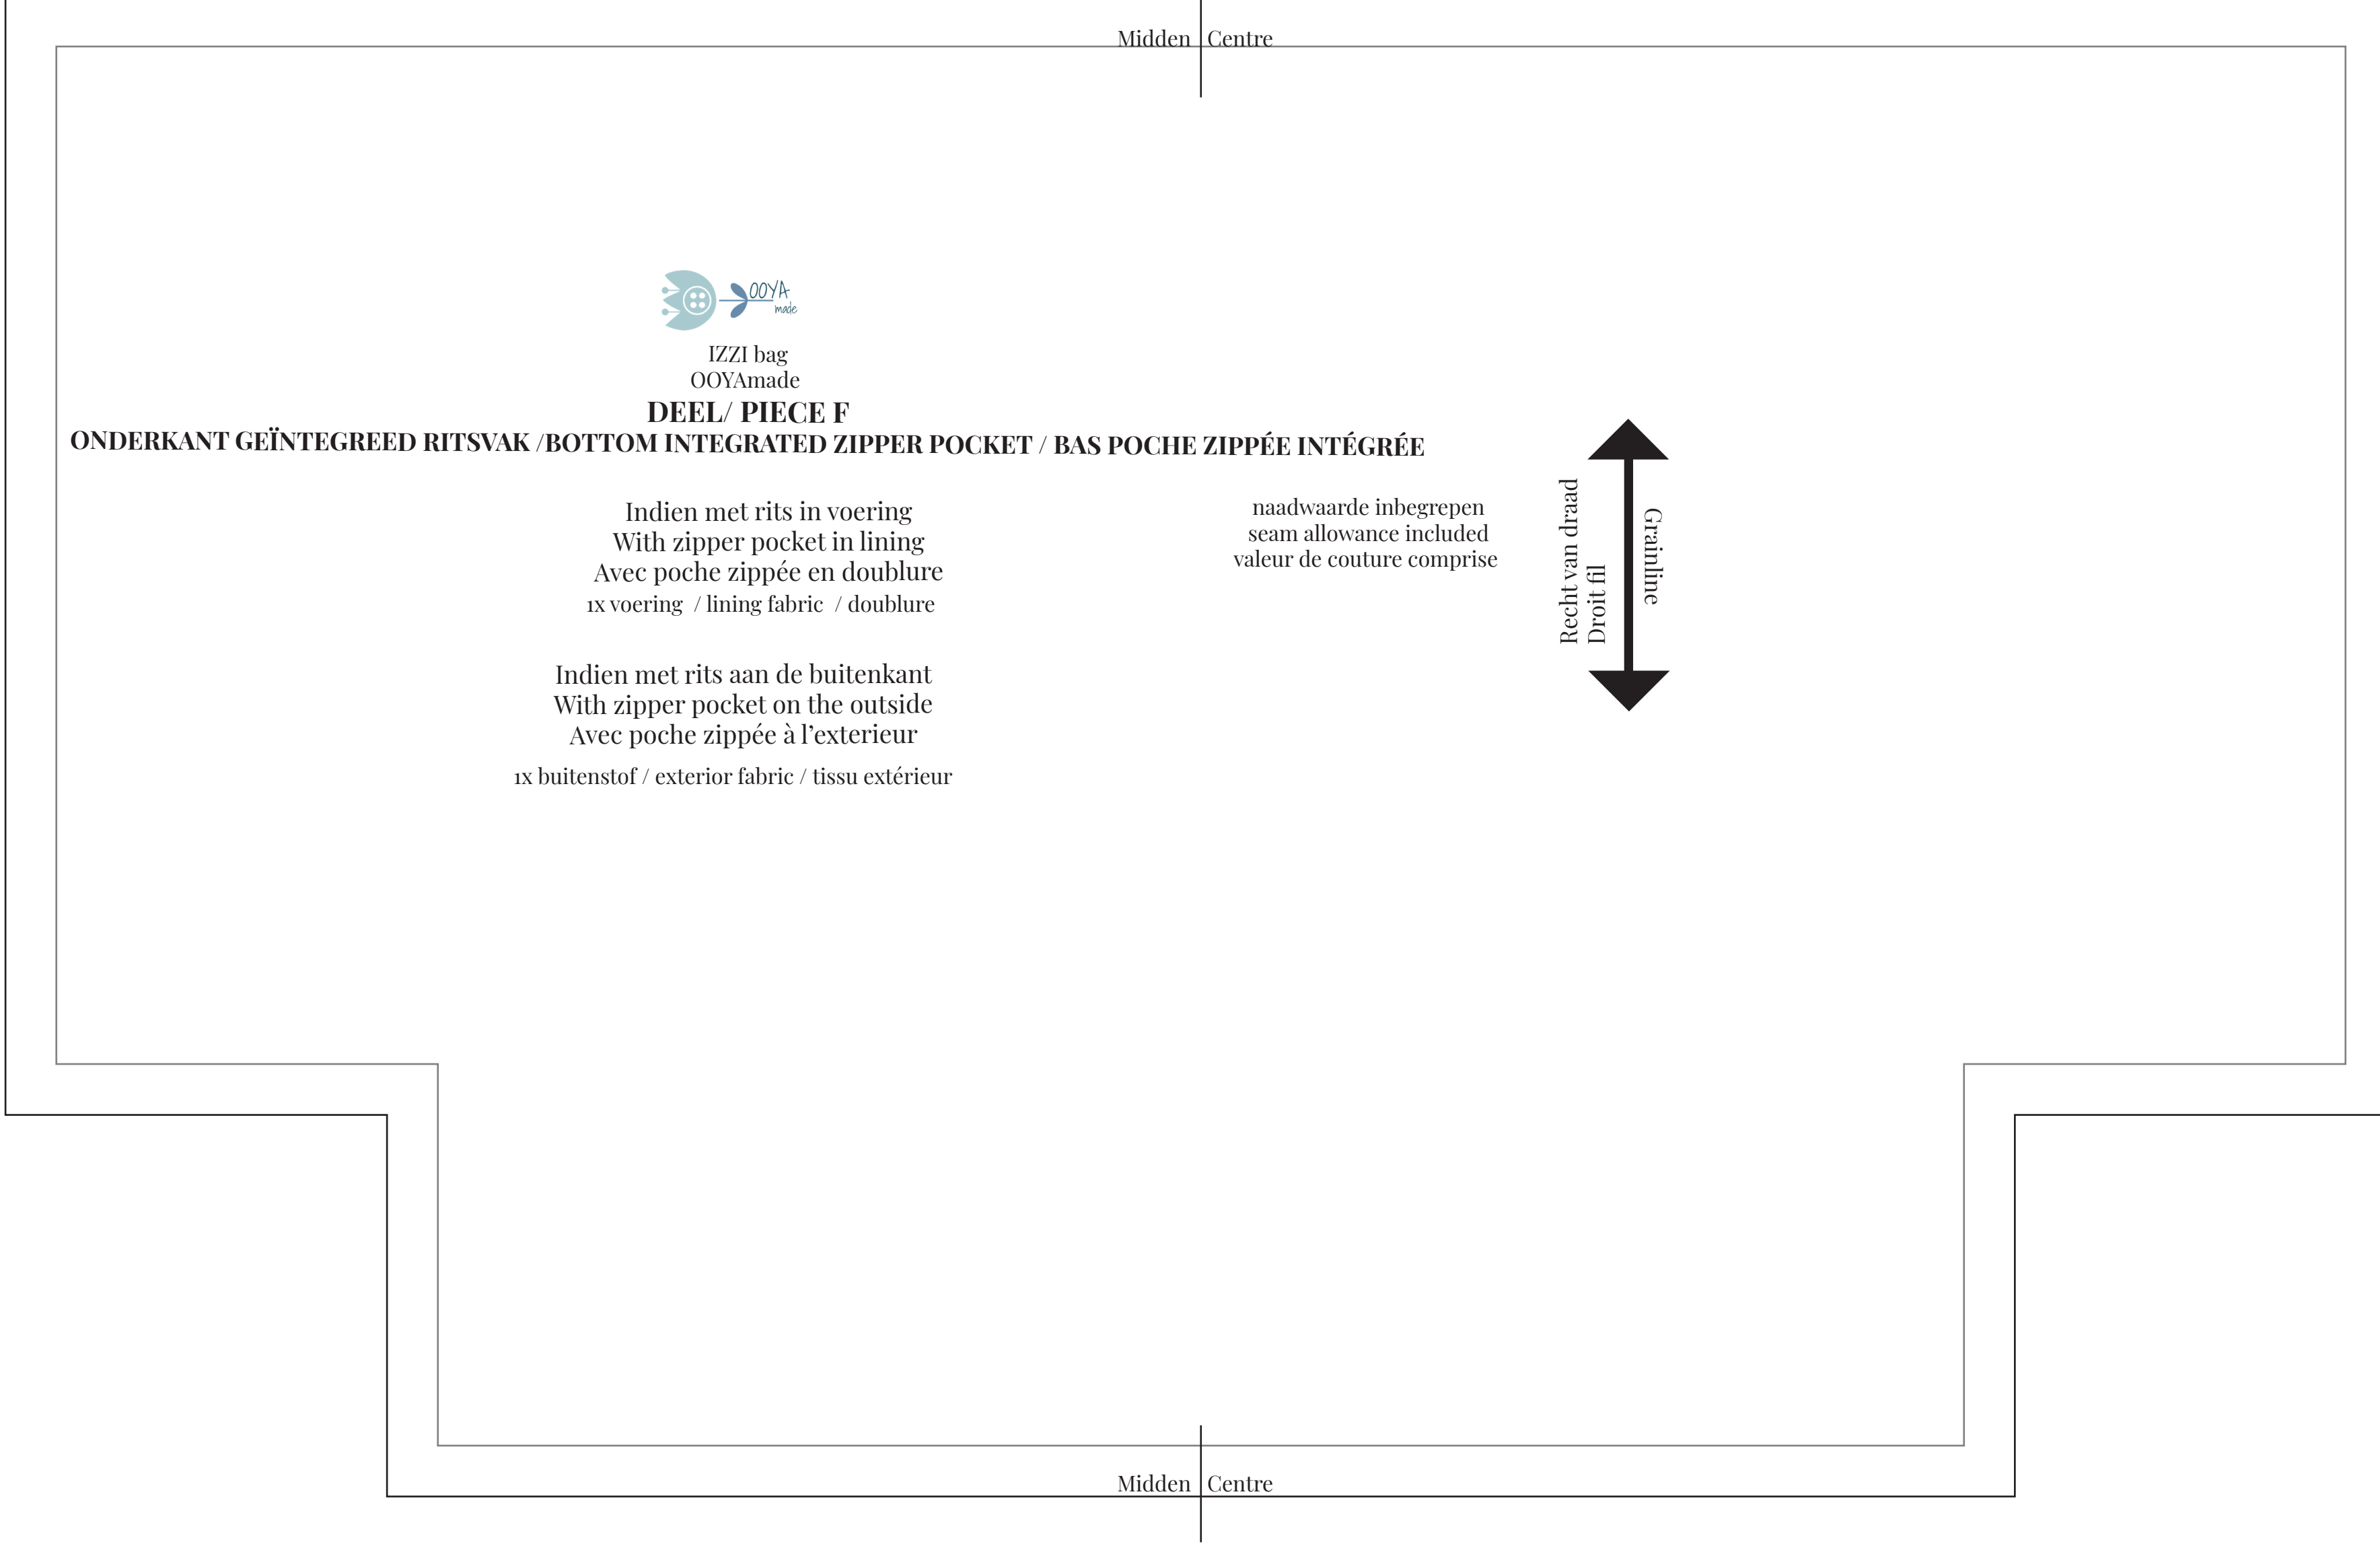 Midden Centre
OOYA
made
IZZI bag
OOYAmade
DEEL/ PIECE F
ONDERKANT GEÏNTEGREED RITSVAK /BOTTOM INTEGRATED ZIPPER POCKET / BAS POCHE ZIPPÉE INTÉGRÉE
Indien met rits in voering
With zipper pocket in lining
Avec poche zippée en doublure
1x voering / lining fabric / doublure
Indien met rits aan de buitenkant
With zipper pocket on the outside
Avec poche zippée à l’exterieur
1x buitenstof / exterior fabric / tissu extérieur
naadwaarde inbegrepen
seam allowance included
valeur de couture comprise
Recht van draad
Droit fil
Grainline
Midden Centre